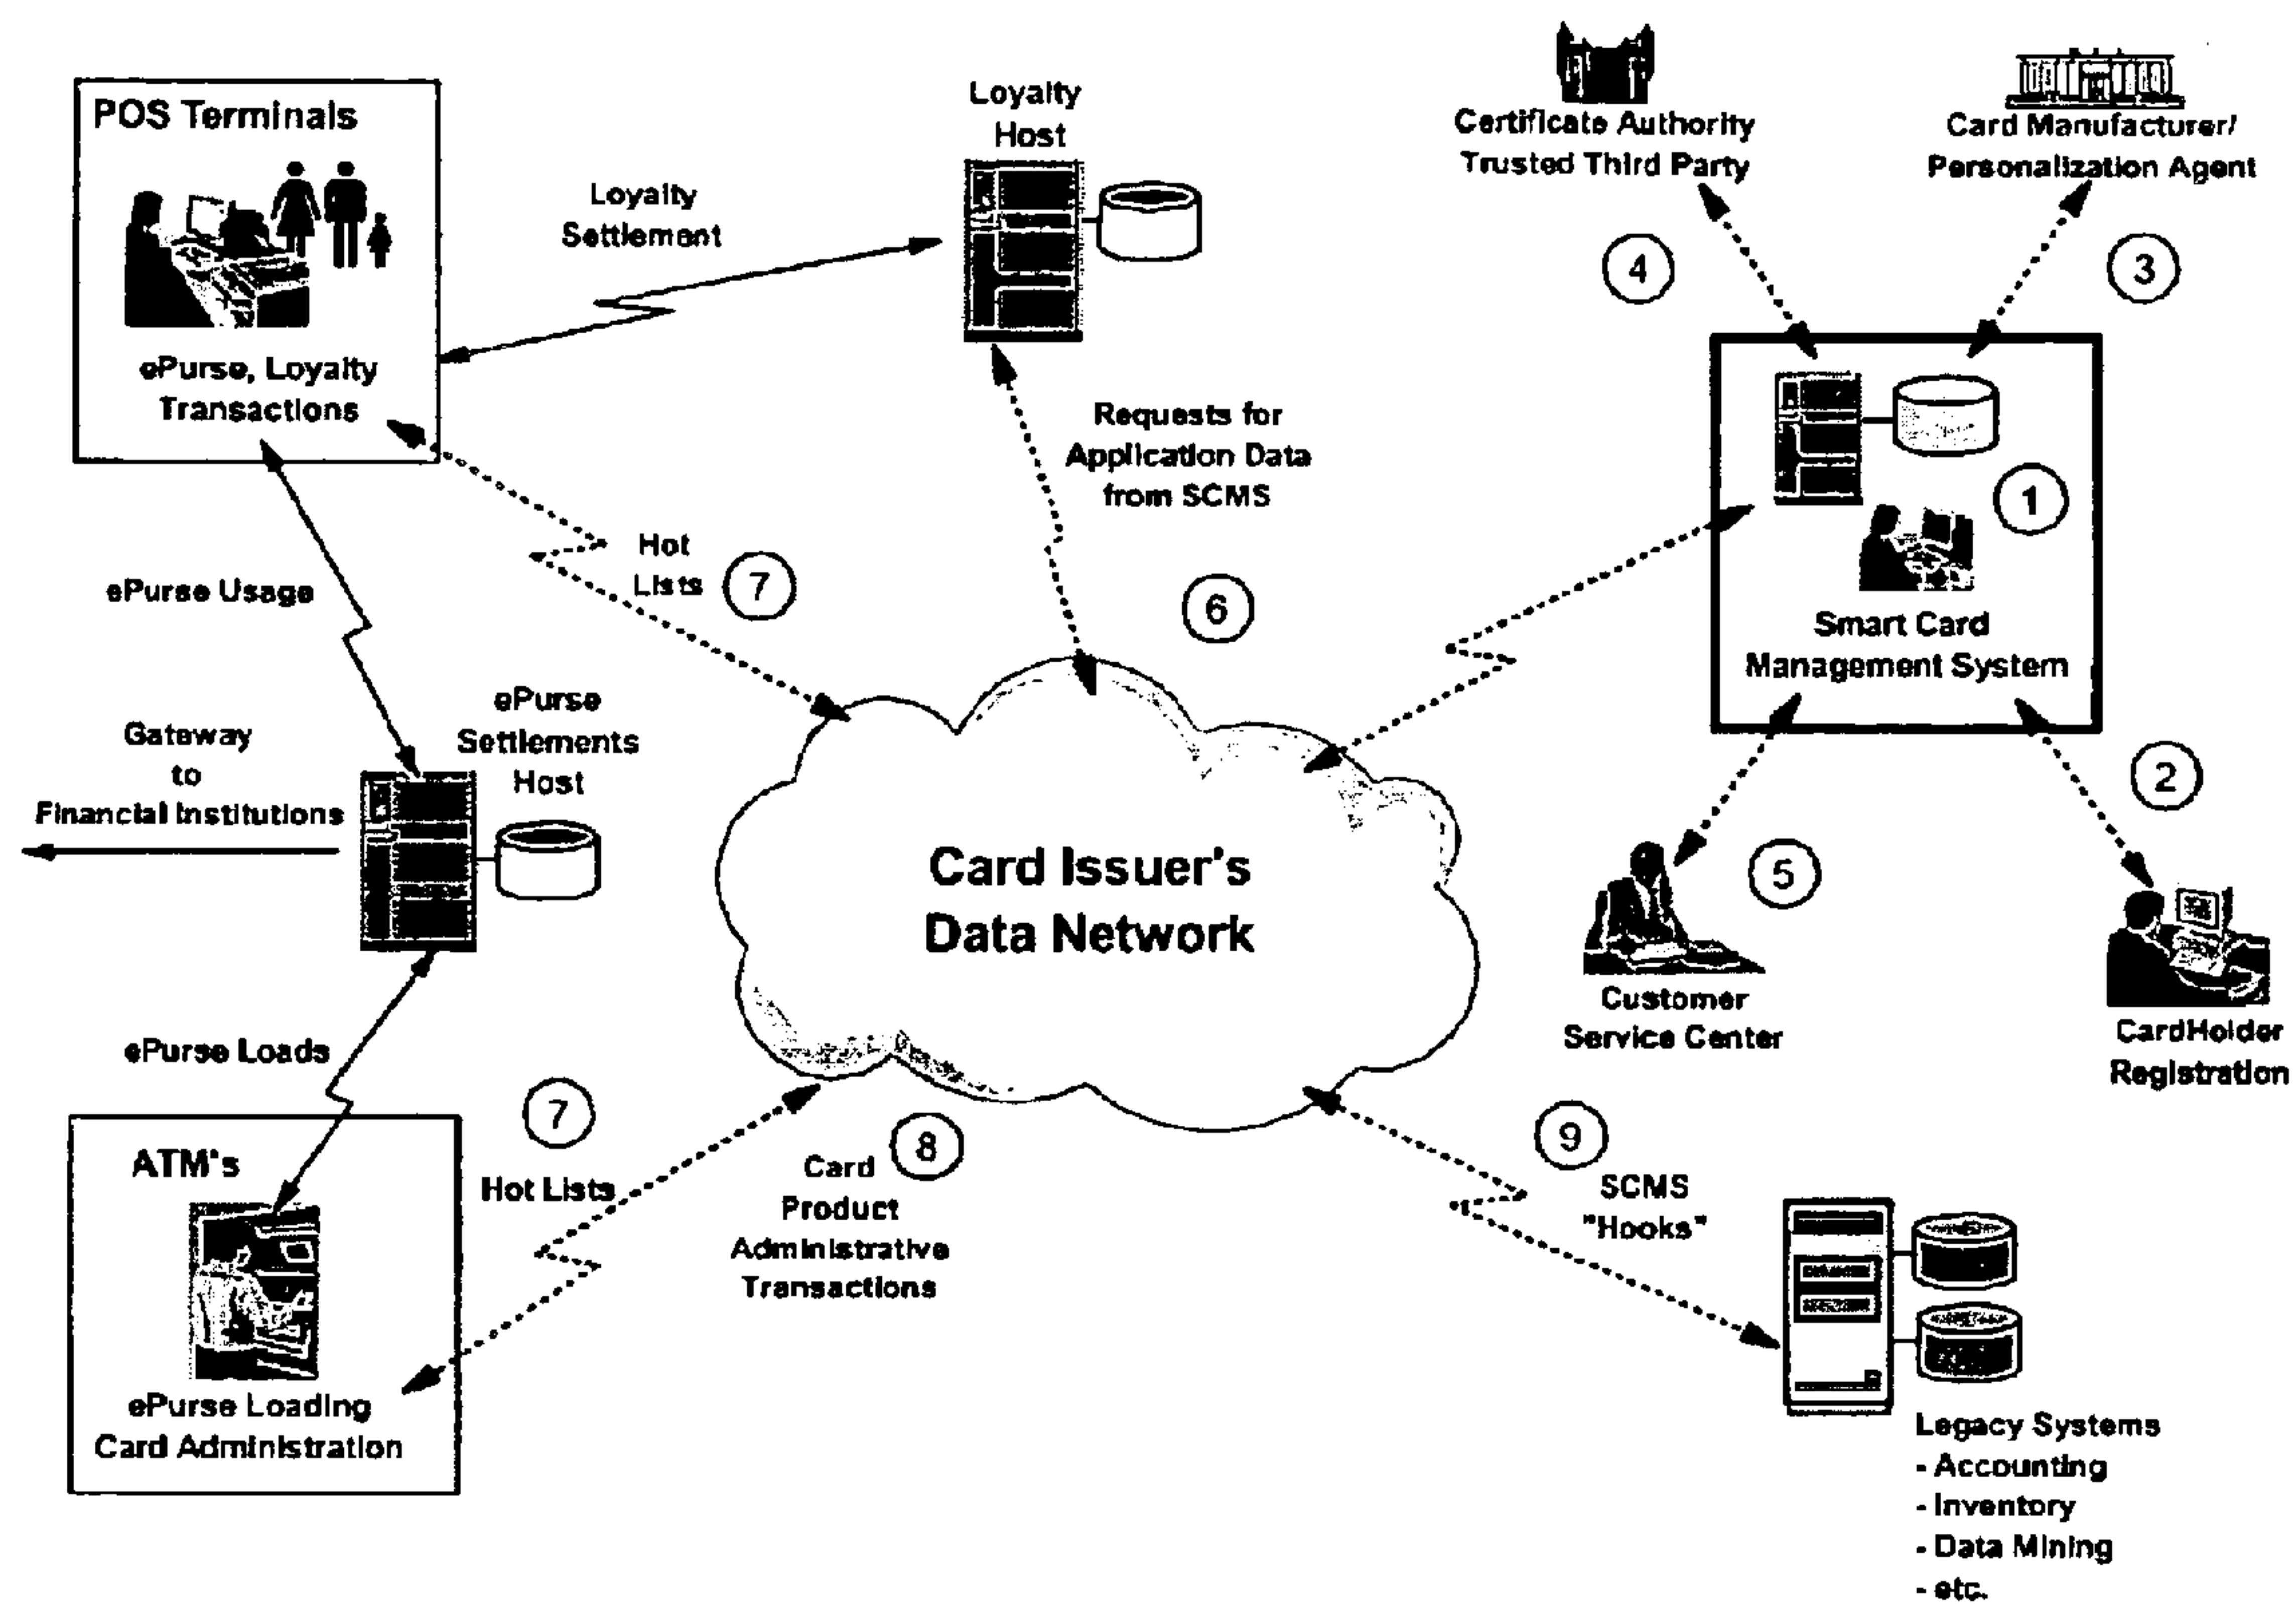 POS Terminals
ePurse, Loyalty
Transactions
Loyalty
Settlement
Loyalty
Host
Certificate Authority
Trusted Third Party
Card Manufacturer/
Personalization Agent
4
3
Requests for
Application Data
from SCMS
1
Smart Card
Management System
Hot
Lists
7
6
ePurse Usage
ePurse
Settlements
Host
Gateway
to
Financial Institutions
2
5
Card Issuer's
Data Network
Customer
Service Center
CardHolder
Registration
ePurse Loads
7
Hot Lists
8
Card
Product
Administrative
Transactions
9
SCMS
"Hooks"
ATM's
ePurse Loading
Card Administration
Legacy Systems
- Accounting
- Inventory
- Data Mining
- etc.